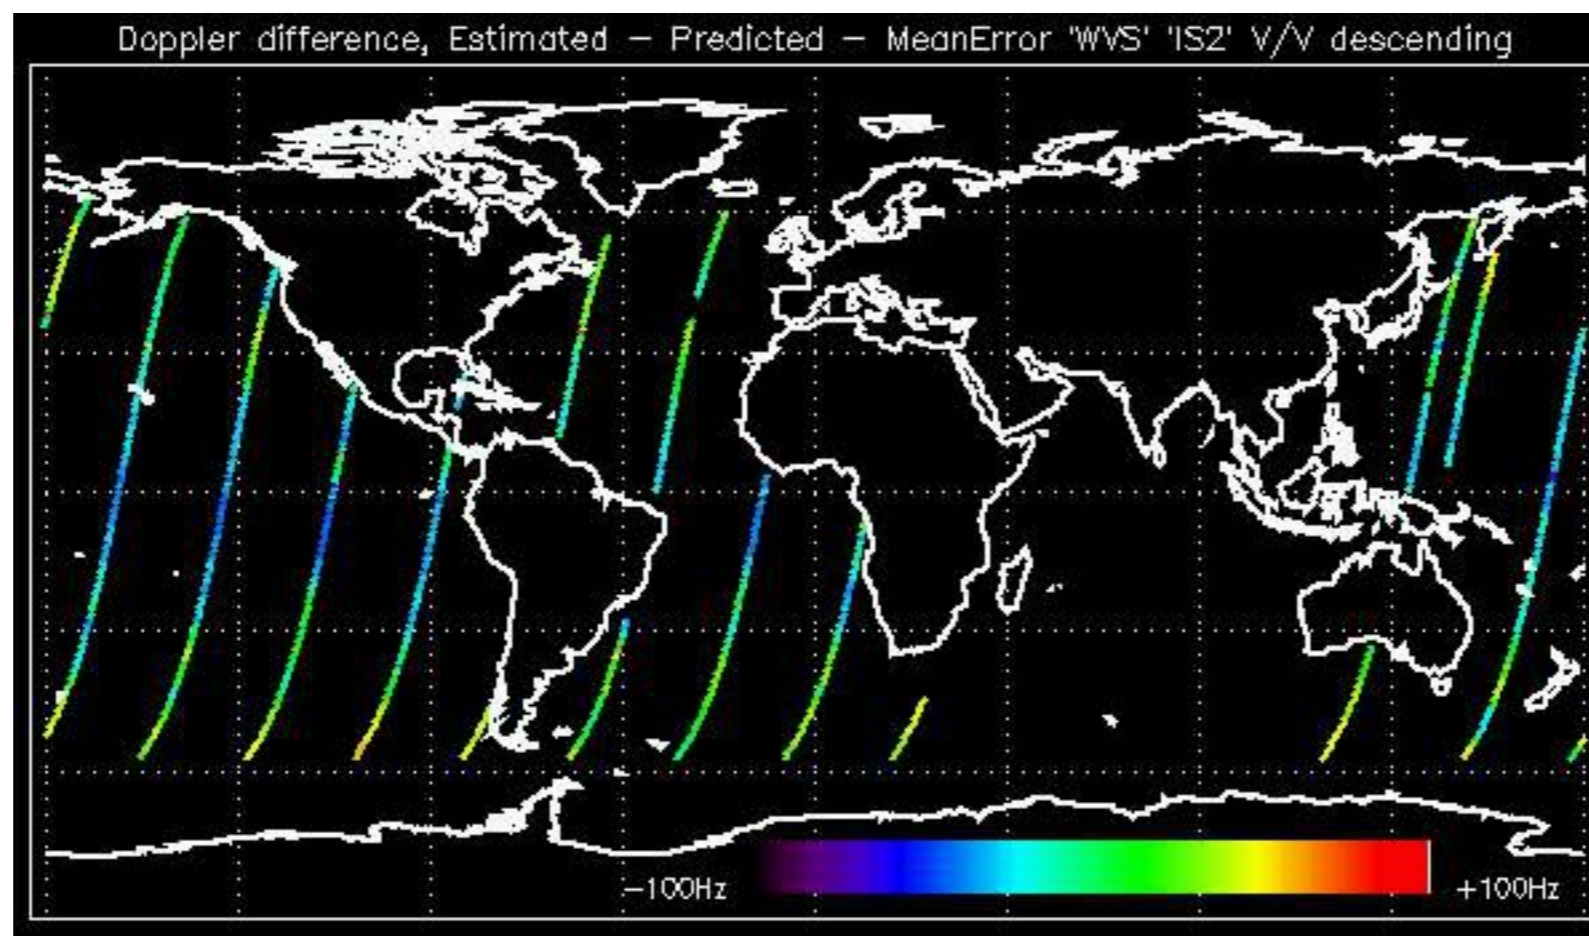 Doppler difference, Estimated – Predicted – MeanError 'WVS' 'IS2' V/V descending
–100Hz
+100Hz